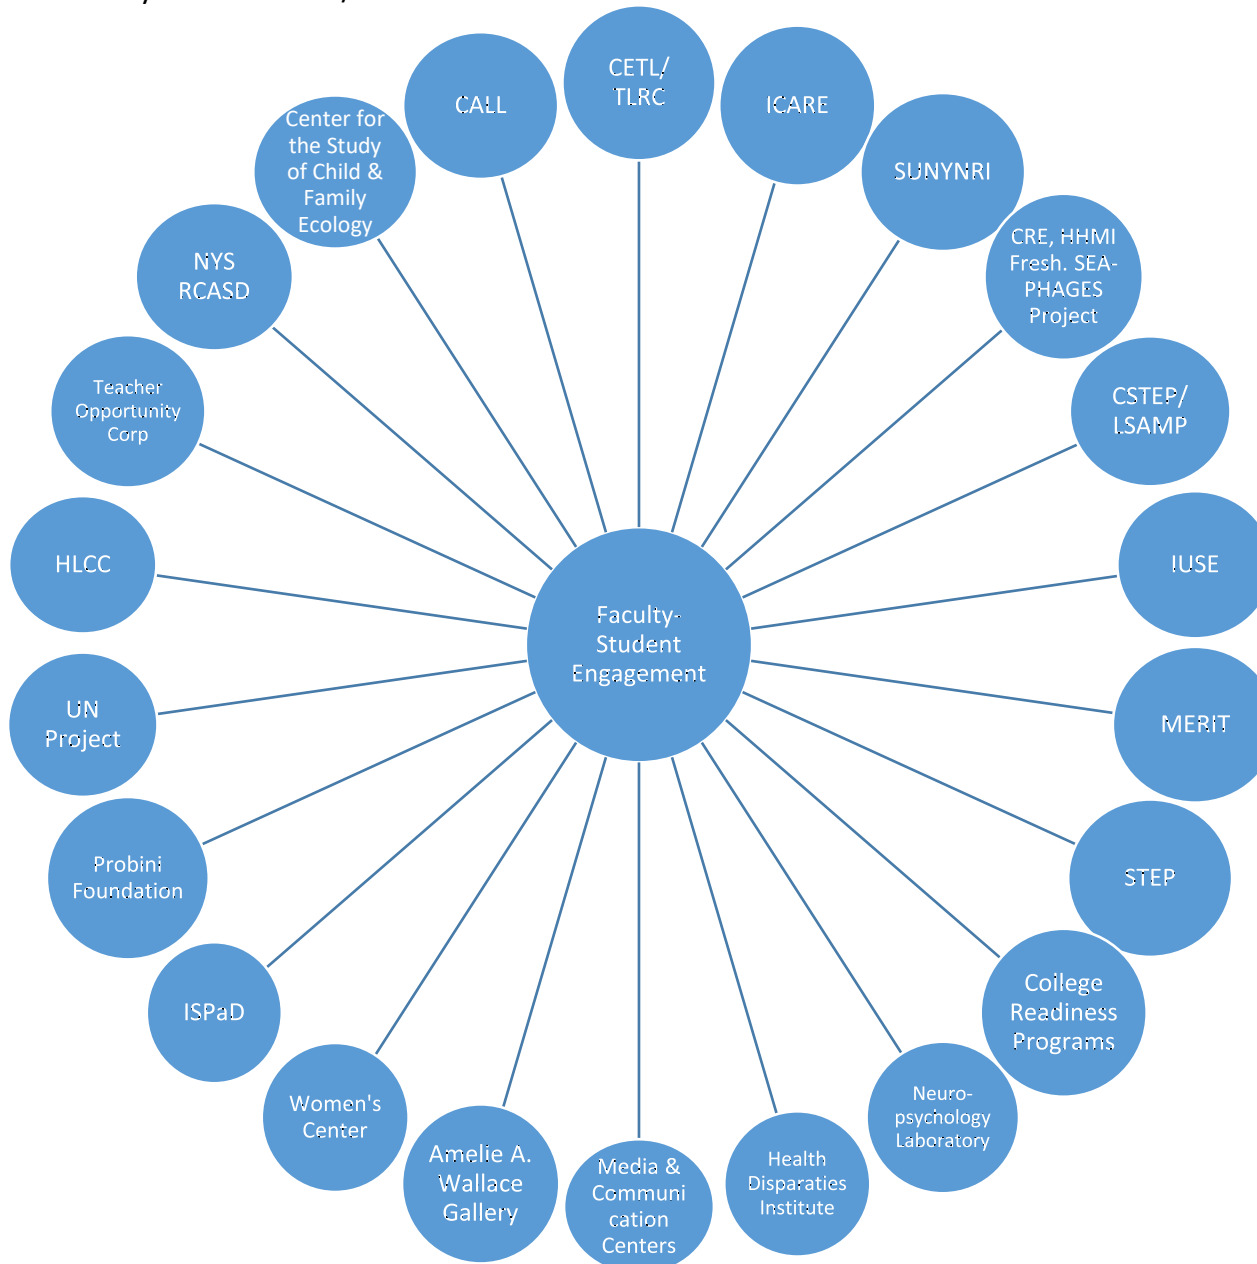 CETL/
TLRC
ICARE
SUNYNRI
CRE, HHMI
Fresh. SEA-
PHAGES
Project
CSTEP/
LSAMP
IUSE
MERIT
STEP
College
Readiness
Programs
Neuro-
psychology
Laboratory
Health
Disparaties
Institute
Media &
Communi
cation
Centers
Amelie A.
Wallace
Gallery
Women's
Center
ISPaD
Probini
Foundation
UN
Project
HLCC
Teacher
Opportunity
Corp
NYS
RCASD
Center for
the Study
of Child &
Family
Ecology
CALL
Faculty-
Student
Engagement